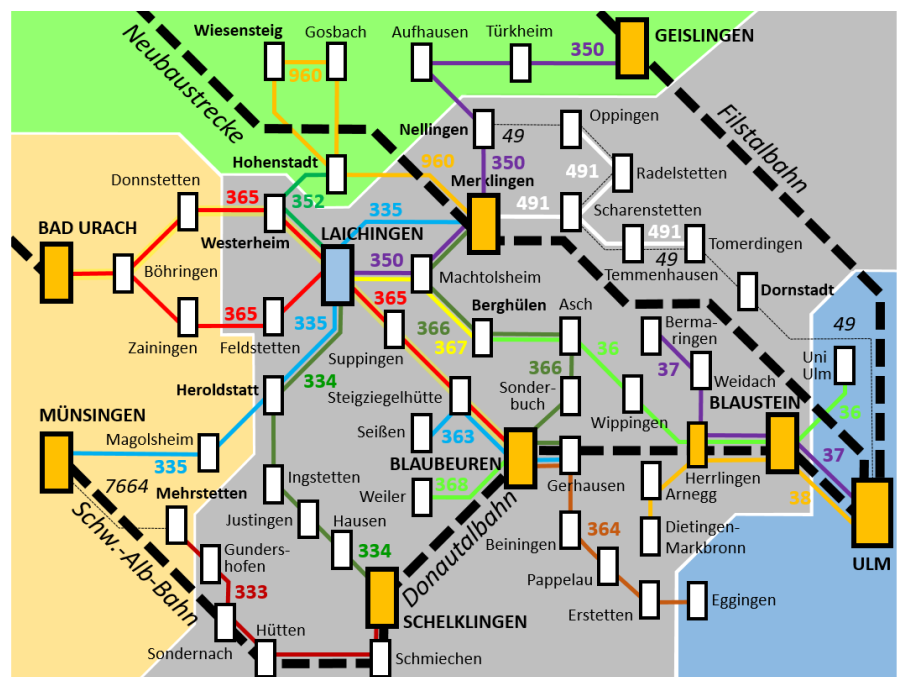 Wiesensteig
Gosbach
Aufhausen
Türkheim
GEISLINGEN
350
960
Neubaustrecke
Filstalbahn
Nellingen
49
Oppingen
Hohenstadt
960
350
491
Radelstetten
Donnstetten
Merklingen
365
352
335
491
Scharenstetten
491
Westerheim
LAICHINGEN
Tomerdingen
BAD URACH
49
Temmenhausen
Böhringen
350
Machtolsheim
Dornstadt
365
Berghülen
Asch
365
335
366
367
Berma-
ringen
49
Zainingen
Feldstetten
Suppingen
36
Uni
Ulm
366
37
Weidach
334
Heroldstatt
Steigziegelhütte
Sonder-
buch
BLAUSTEIN
Wippingen
36
MÜNSINGEN
Magolsheim
335
Seißen
363
37
BLAUBEUREN
Herrlingen
7664
Mehrstetten
Ingstetten
Weiler
368
Gerhausen
Arnegg
38
Schw.-Alb-Bahn
Justingen
Hausen
Donautalbahn
Beiningen
Dietingen-
Markbronn
Gunders-
hofen
334
364
ULM
333
Pappelau
Eggingen
Erstetten
SCHELKLINGEN
Hütten
Sondernach
Schmiechen